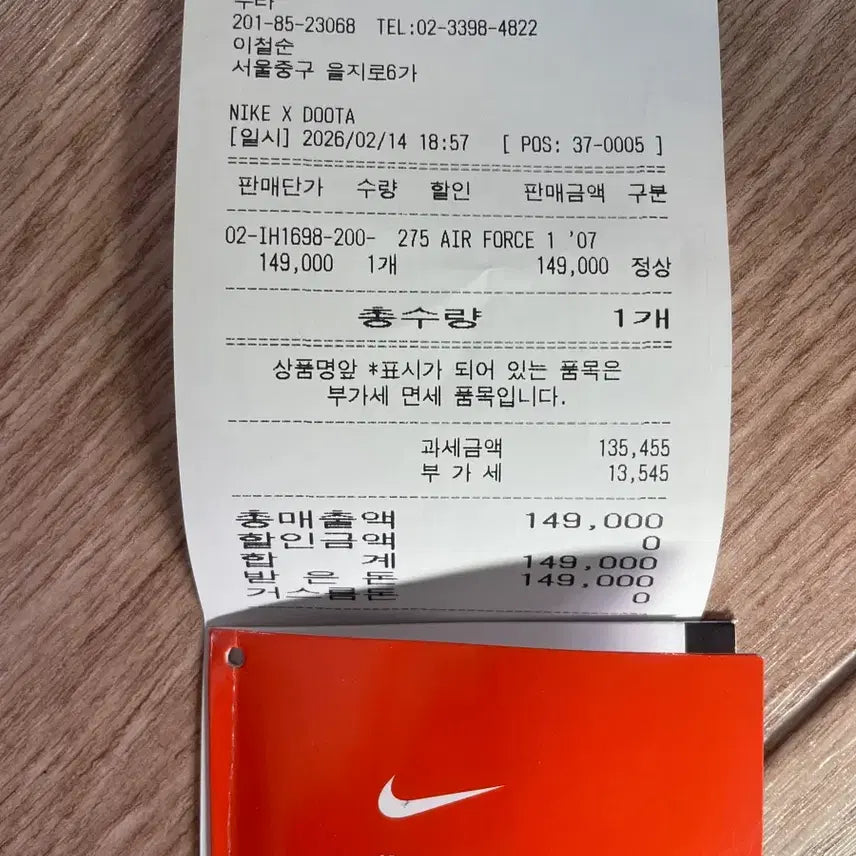 두타
201-85-23068 TEL:02-3398-4822
이철순
서울중구 을지로6가
NIKE X DOOTA
[일시] 2026/02/14 18:57 [ POS: 37-0005 ]
판매단가 수량 할인 판매금액 구분
02-IH1698-200- 275 AIR FORCE 1 '07
149,000 1개 149,000 정상
총수량 1개
상품명앞 *표시가 되어 있는 품목은
부가세 면세 품목입니다.
과세금액 135,455
부 가 세 13,545
총매출액 149,000
할인금액 0
합 계 149,000
받 은 돈 149,000
거스름돈 0